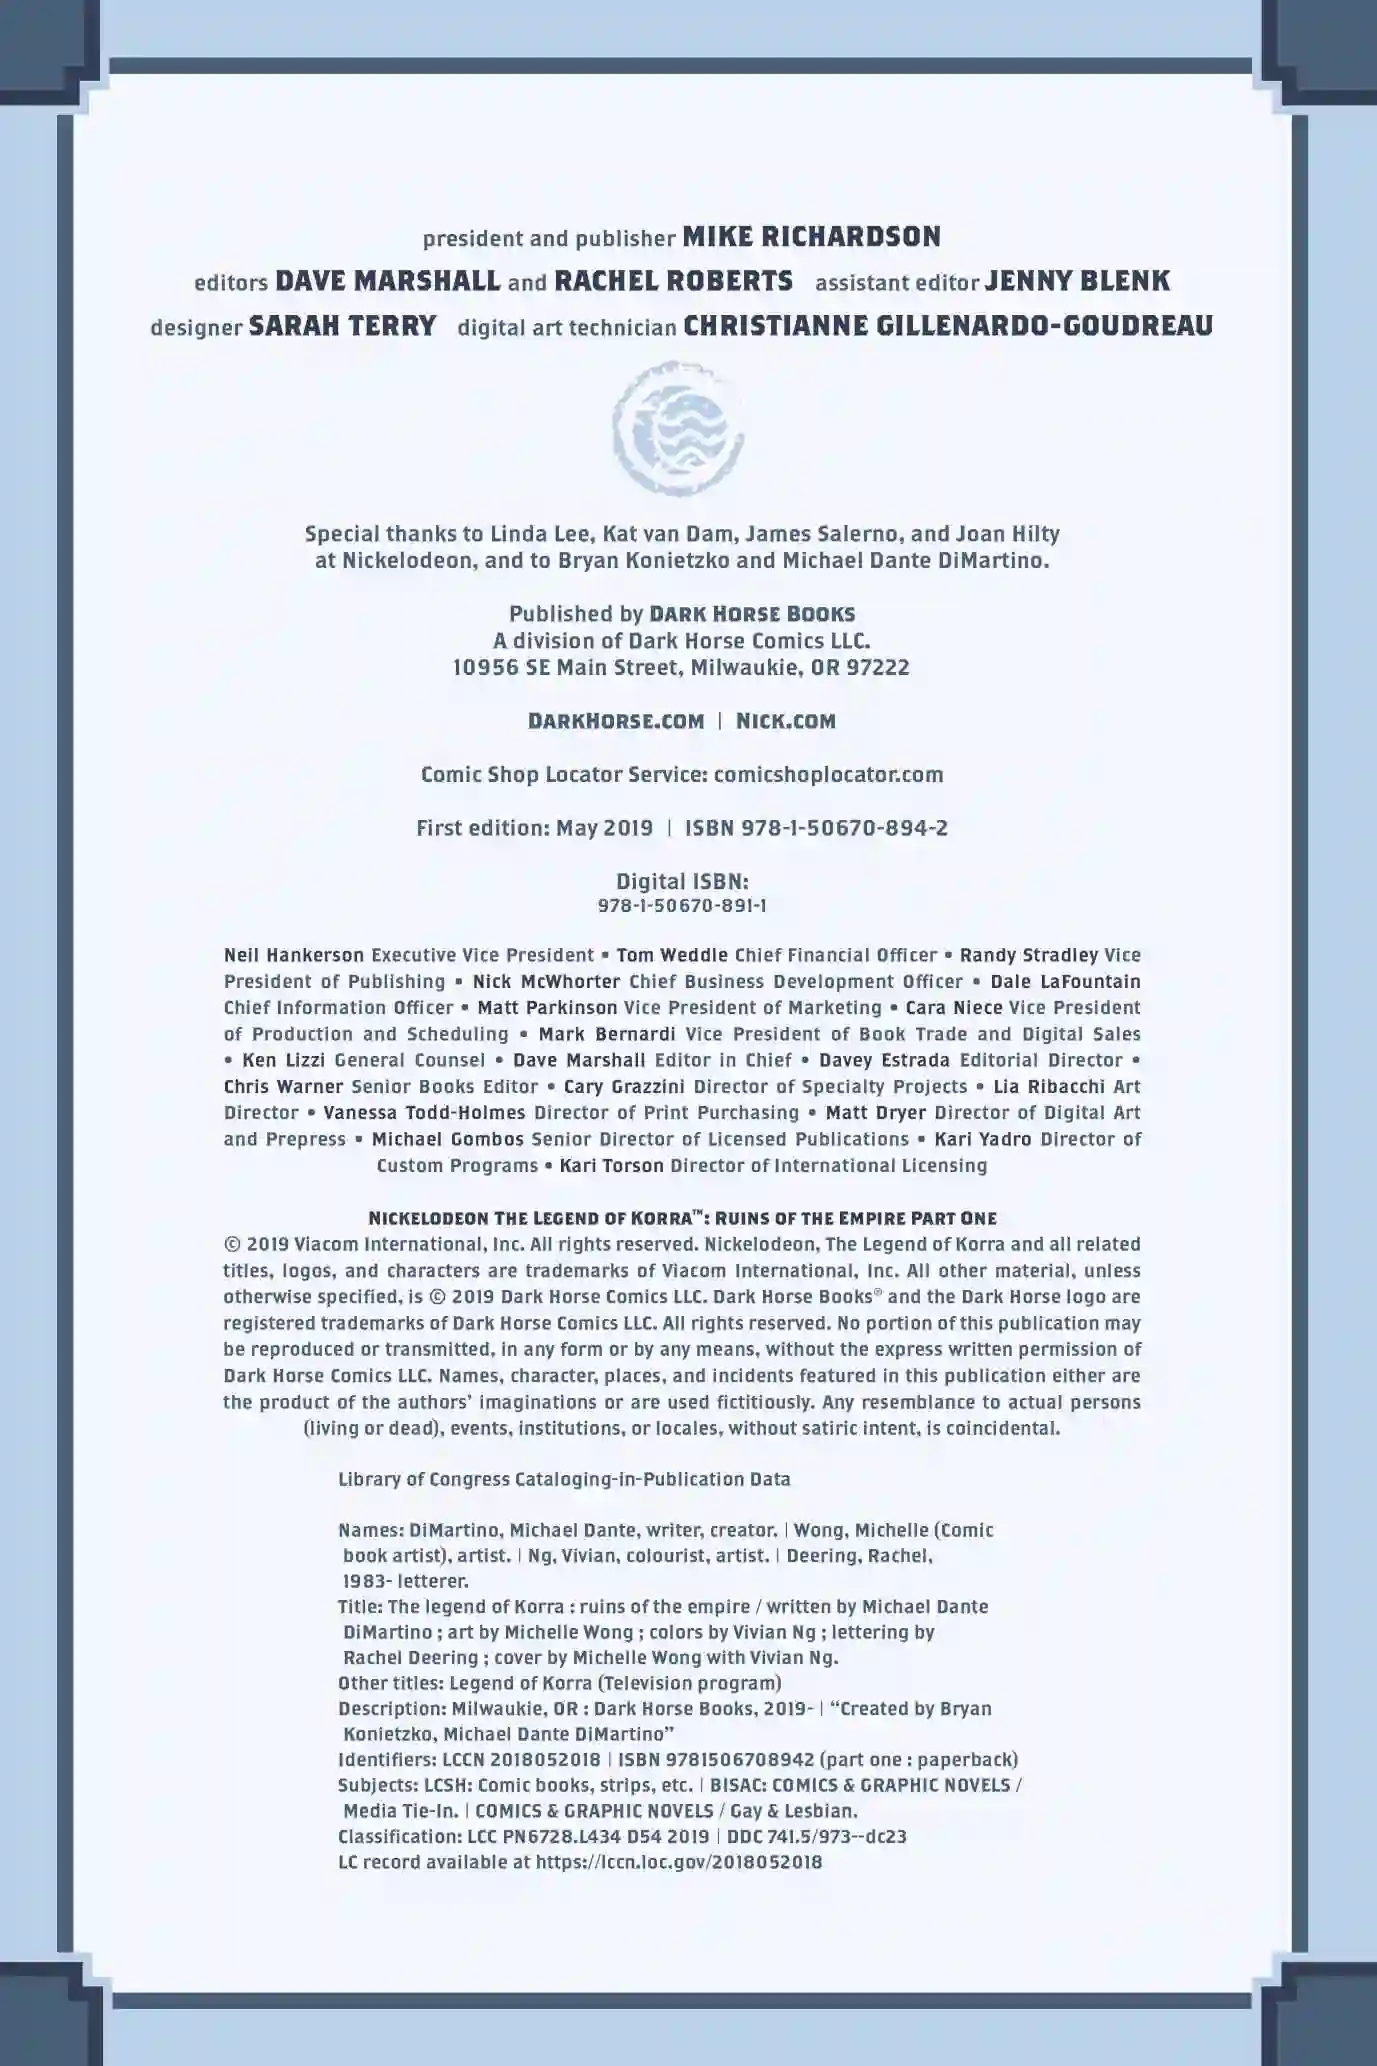 president and publisher MIKE RICHARDSON
editors DAVE MARSHALL and RACHEL ROBERTS assistant editor JENNY BLENK
designer SARAH TERRY digital art technician CHRISTIANNE GILLENARDO-GOUDREAU
Special thanks to Linda Lee, Kat van Dam, James Salerno, and Joan Hilty
at Nickelodeon, and to Bryan Konietzko and Michael Dante DiMartino.
Published by DARK HORSE BOOKS
A division of Dark Horse Comics LLC.
10956 SE Main Street, Milwaukie, OR 97222
DARKHORSE.COM | NICK.COM
Comic Shop Locator Service: comicshoplocator.com
First edition: May 2019 | ISBN 978-1-50670-894-2
Digital ISBN:
978-1-50670-891-1
Neil Hankerson Executive Vice President • Tom Weddle Chief Financial Officer • Randy Stradley Vice
President of Publishing • Nick McWhorter Chief Business Development Officer • Dale LaFountain
Chief Information Officer • Matt Parkinson Vice President of Marketing • Cara Niece Vice President
of Production and Scheduling • Mark Bernardi Vice President of Book Trade and Digital Sales
• Ken Lizzi General Counsel • Dave Marshall Editor in Chief • Davey Estrada Editorial Director •
Chris Warner Senior Books Editor • Cary Grazzini Director of Specialty Projects • Lia Ribacchi Art
Director • Vanessa Todd-Holmes Director of Print Purchasing • Matt Dryer Director of Digital Art
and Prepress • Michael Gombos Senior Director of Licensed Publications • Kari Yadro Director of
Custom Programs • Kari Torson Director of International Licensing
NICKELODEON THE LEGEND OF KORRA™: RUINS OF THE EMPIRE PART ONE
© 2019 Viacom International, Inc. All rights reserved. Nickelodeon, The Legend of Korra and all related
titles, logos, and characters are trademarks of Viacom International, Inc. All other material, unless
otherwise specified, is © 2019 Dark Horse Comics LLC. Dark Horse Books® and the Dark Horse logo are
registered trademarks of Dark Horse Comics LLC. All rights reserved. No portion of this publication may
be reproduced or transmitted, in any form or by any means, without the express written permission of
Dark Horse Comics LLC. Names, character, places, and incidents featured in this publication either are
the product of the authors’ imaginations or are used fictitiously. Any resemblance to actual persons
(living or dead), events, institutions, or locales, without satiric intent, is coincidental.
Library of Congress Cataloging-in-Publication Data
Names: DiMartino, Michael Dante, writer, creator. | Wong, Michelle (Comic
book artist), artist. | Ng, Vivian, colourist, artist. | Deering, Rachel,
1983- letterer.
Title: The legend of Korra : ruins of the empire / written by Michael Dante
DiMartino ; art by Michelle Wong ; colors by Vivian Ng ; lettering by
Rachel Deering ; cover by Michelle Wong with Vivian Ng.
Other titles: Legend of Korra (Television program)
Description: Milwaukie, OR : Dark Horse Books, 2019- | “Created by Bryan
Konietzko, Michael Dante DiMartino”
Identifiers: LCCN 2018052018 | ISBN 9781506708942 (part one : paperback)
Subjects: LCSH: Comic books, strips, etc. | BISAC: COMICS & GRAPHIC NOVELS /
Media Tie-In. | COMICS & GRAPHIC NOVELS / Gay & Lesbian.
Classification: LCC PN6728.L434 D54 2019 | DDC 741.5/973--dc23
LC record available at https://lccn.loc.gov/2018052018